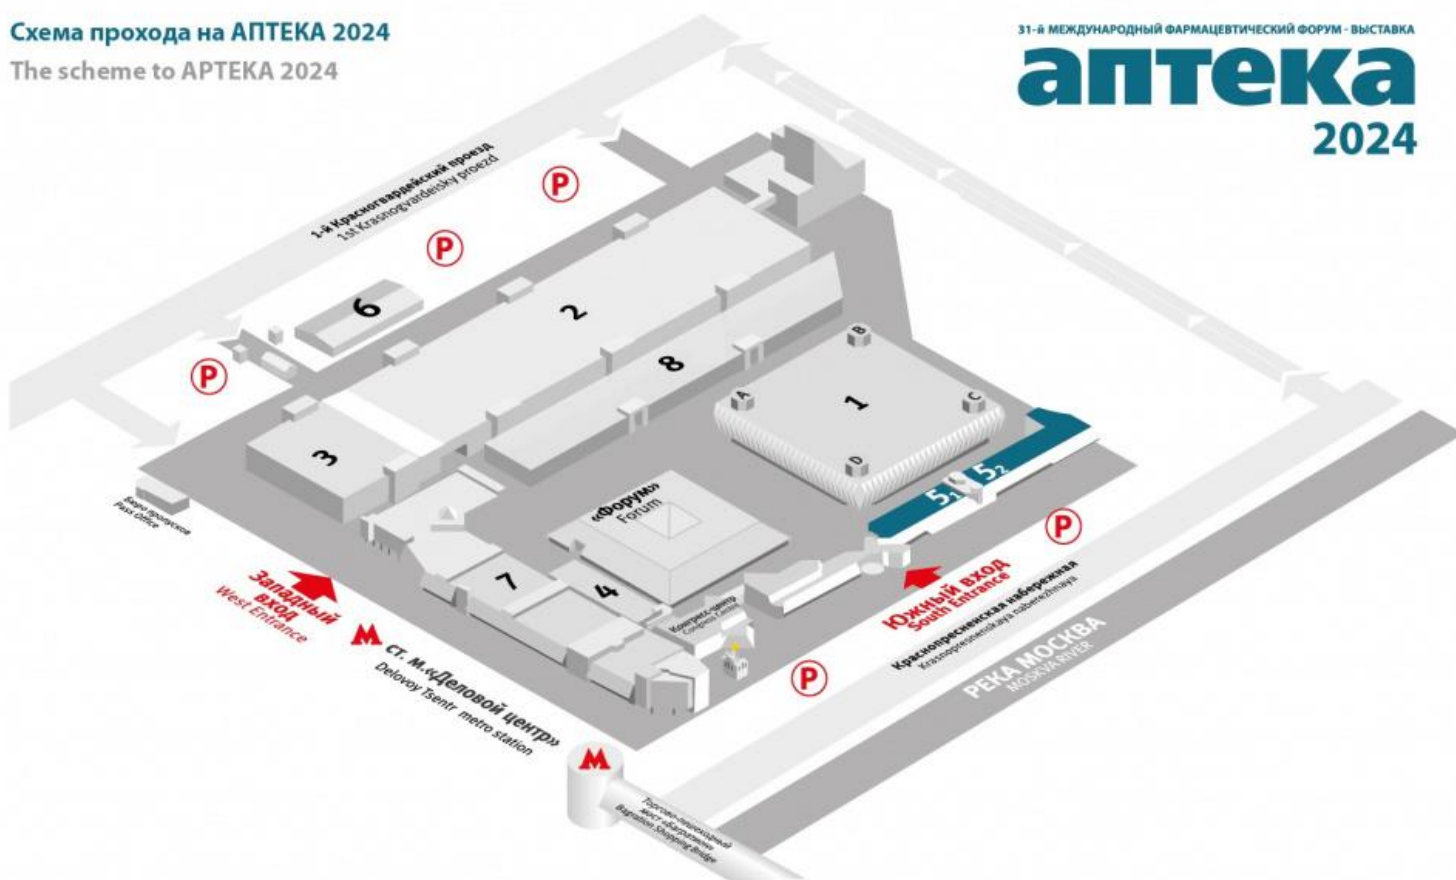 Схема прохода на АПТЕКА 2024
The scheme to APTEKA 2024
31-й МЕЖДУНАРОДНЫЙ ФАРМАЦЕВТИЧЕСКИЙ ФОРУМ - ВЫСТАВКА
аптека
2024
1-й Красногвардейский проезд
1st Krasnogvardeisky proezd
P
P
P
6
2
8
3
B
A
1
C
D
5₁
5₂
«Форум»
Forum
Бюро пропусков
Pass Office
7
4
Конгресс-центр
Congress Centre
Западный
вход
West Entrance
М ст. м.«Деловой центр»
Delovoy Tsentr metro station
P
Южный вход
South Entrance
Краснопресненская набережная
Krasnopresnenskaya naberezhnaya
РЕКА МОСКВА
MOSKVA RIVER
P
М
Торгово-пешеходный
мост «Багратион»
Bagration Shopping Bridge